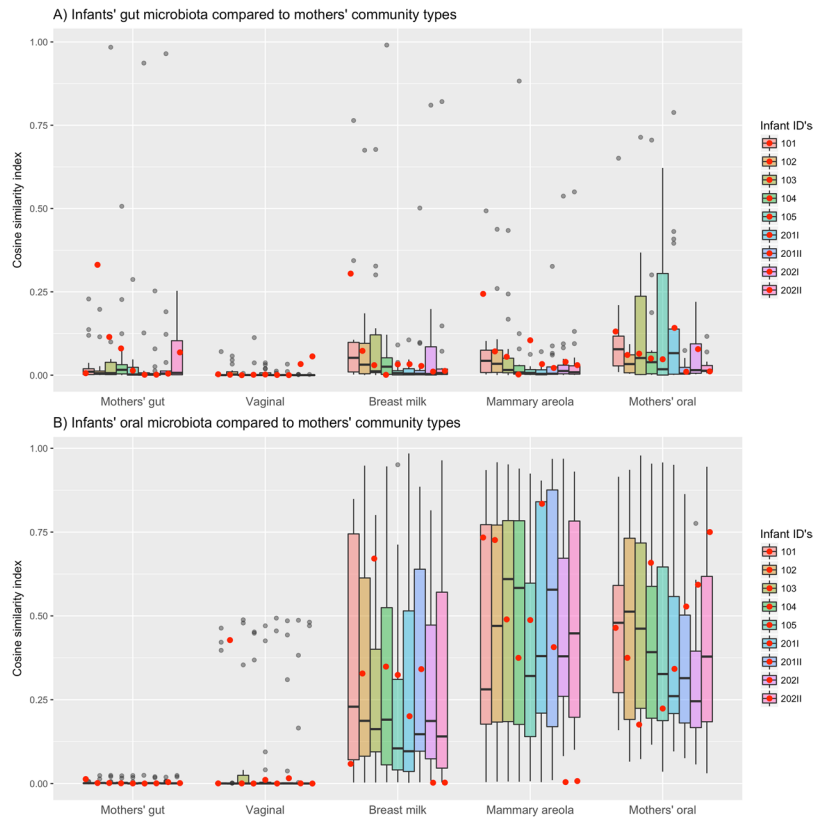 A) Infants' gut microbiota compared to mothers' community types
1.00
0.75
0.50
0.25
0.00
Cosine similarity index
Mothers' gut
Vaginal
Breast milk
Mammary areola
Mothers' oral
Infant ID's
101
102
103
104
105
201I
201II
202I
202II
B) Infants' oral microbiota compared to mothers' community types
1.00
0.75
0.50
0.25
0.00
Cosine similarity index
Mothers' gut
Vaginal
Breast milk
Mammary areola
Mothers' oral
Infant ID's
101
102
103
104
105
201I
201II
202I
202II